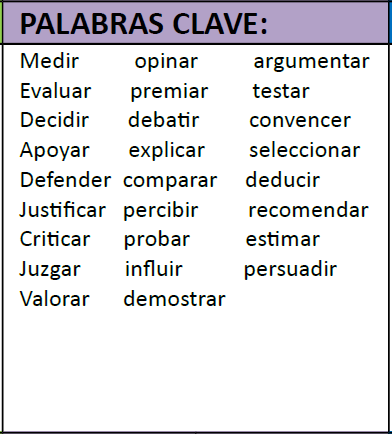 PALABRAS CLAVE:
Medir opinar argumentar
Evaluar premiar testar
Decidir debatir convencer
Apoyar explicar seleccionar
Defender comparar deducir
Justificar percibir recomendar
Criticar probar estimar
Juzgar influir persuadir
Valorar demostrar